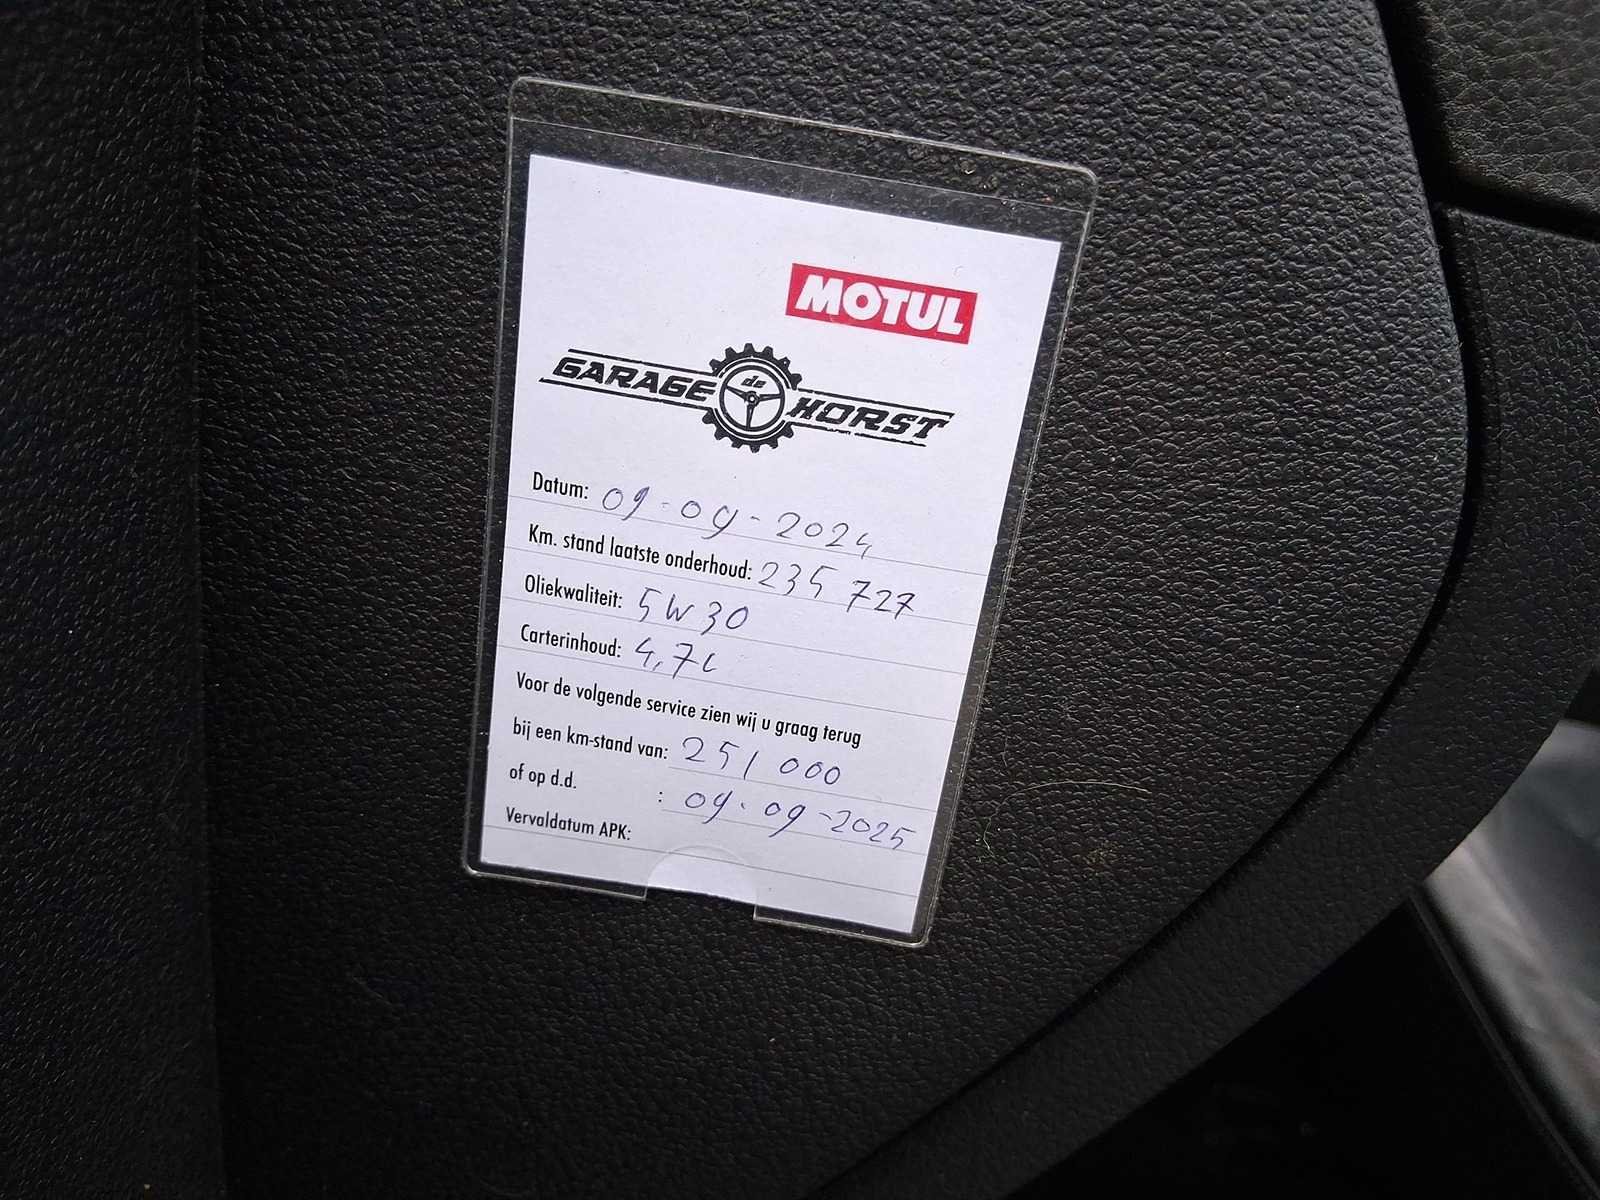 MOTUL
GARAGE de HORST
Datum: 09-09-2024
Km. stand laatste onderhoud: 235 727
Oliekwaliteit: 5W30
Carterinhoud: 4,7L
Voor de volgende service zien wij u graag terug
bij een km-stand van: 251 000
of op d.d. : 09-09-2025
Vervaldatum APK: